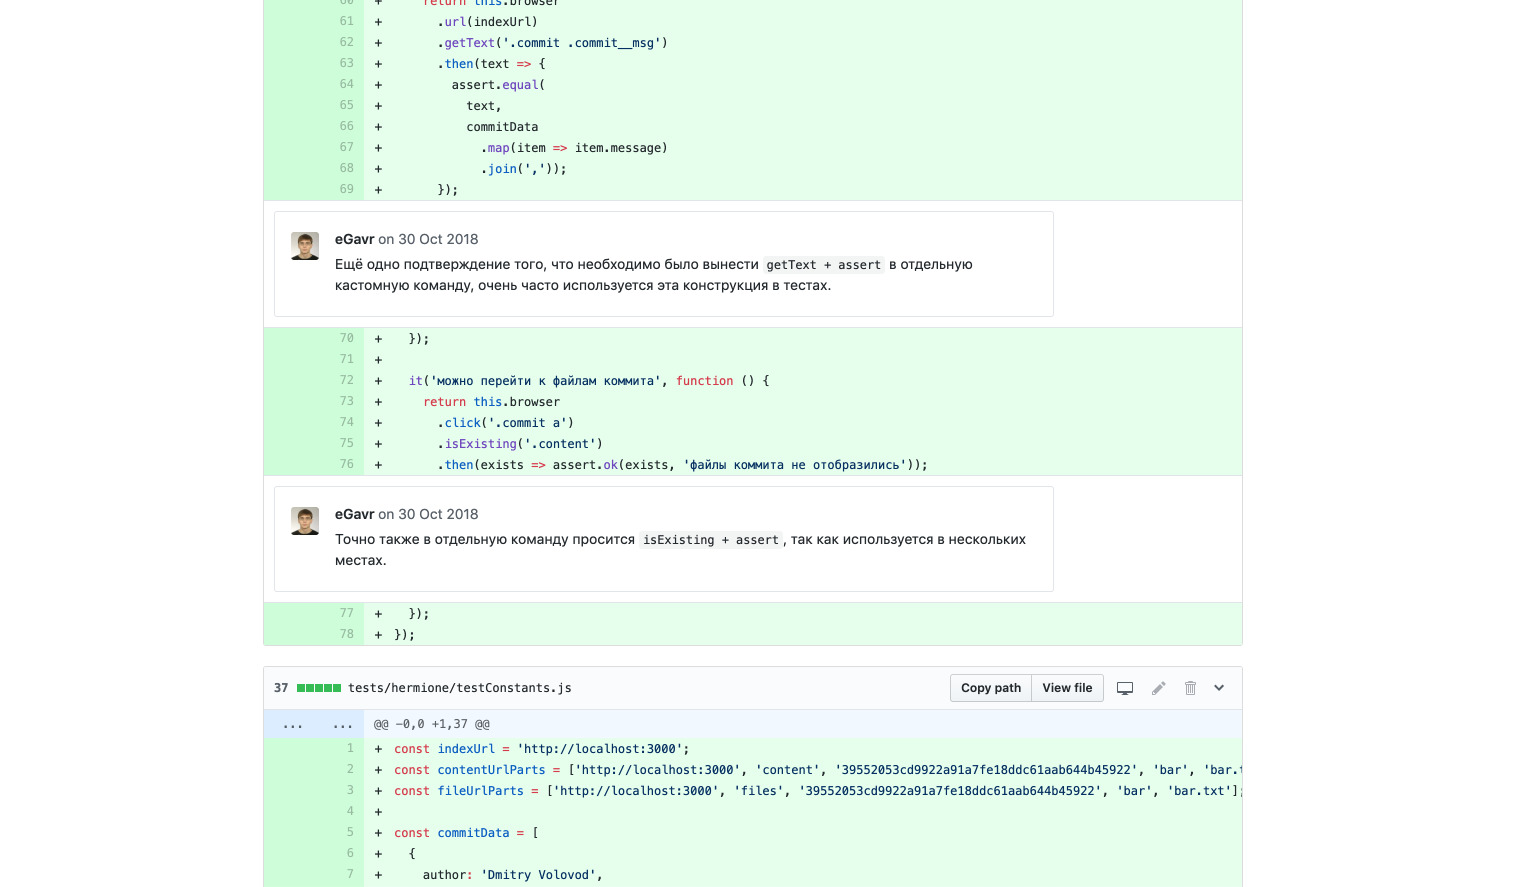 60 + return this.browser
61 + .url(indexUrl)
62 + .getText('.commit .commit__msg')
63 + .then(text => {
64 + assert.equal(
65 + text,
66 + commitData
67 + .map(item => item.message)
68 + .join(','));
69 + });
eGavr on 30 Oct 2018
Ещё одно подтверждение того, что необходимо было вынести getText + assert в отдельную
кастомную команду, очень часто используется эта конструкция в тестах.
70 + });
71 +
72 + it('можно перейти к файлам коммита', function () {
73 + return this.browser
74 + .click('.commit a')
75 + .isExisting('.content')
76 + .then(exists => assert.ok(exists, 'файлы коммита не отобразились'));
eGavr on 30 Oct 2018
Точно также в отдельную команду просится isExisting + assert, так как используется в нескольких
местах.
77 + });
78 + });
37 tests/hermione/testConstants.js Copy path View file
... ... @@ -0,0 +1,37 @@
1 + const indexUrl = 'http://localhost:3000';
2 + const contentUrlParts = ['http://localhost:3000', 'content', '39552053cd9922a91a7fe18ddc61aab644b45922', 'bar', 'bar.t
3 + const fileUrlParts = ['http://localhost:3000', 'files', '39552053cd9922a91a7fe18ddc61aab644b45922', 'bar', 'bar.txt'];
4 +
5 + const commitData = [
6 + {
7 + author: 'Dmitry Volovod',